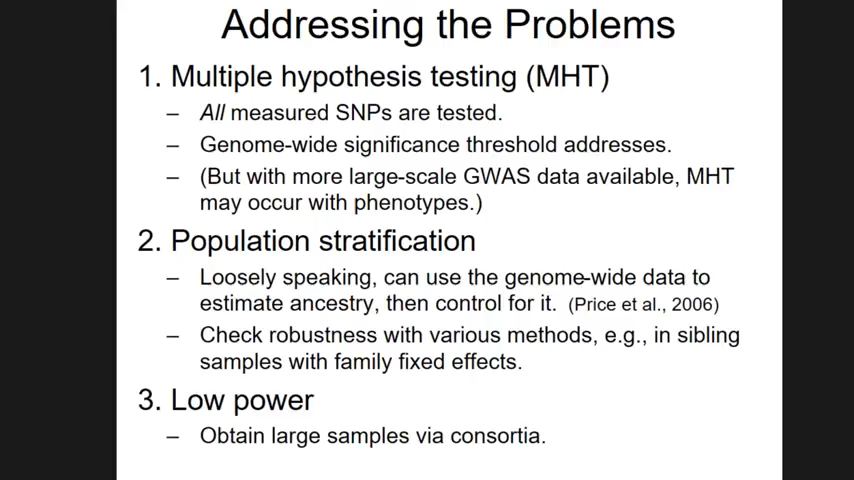 Addressing the Problems
1. Multiple hypothesis testing (MHT)
– All measured SNPs are tested.
– Genome-wide significance threshold addresses.
– (But with more large-scale GWAS data available, MHT
may occur with phenotypes.)
2. Population stratification
– Loosely speaking, can use the genome-wide data to
estimate ancestry, then control for it. (Price et al., 2006)
– Check robustness with various methods, e.g., in sibling
samples with family fixed effects.
3. Low power
– Obtain large samples via consortia.